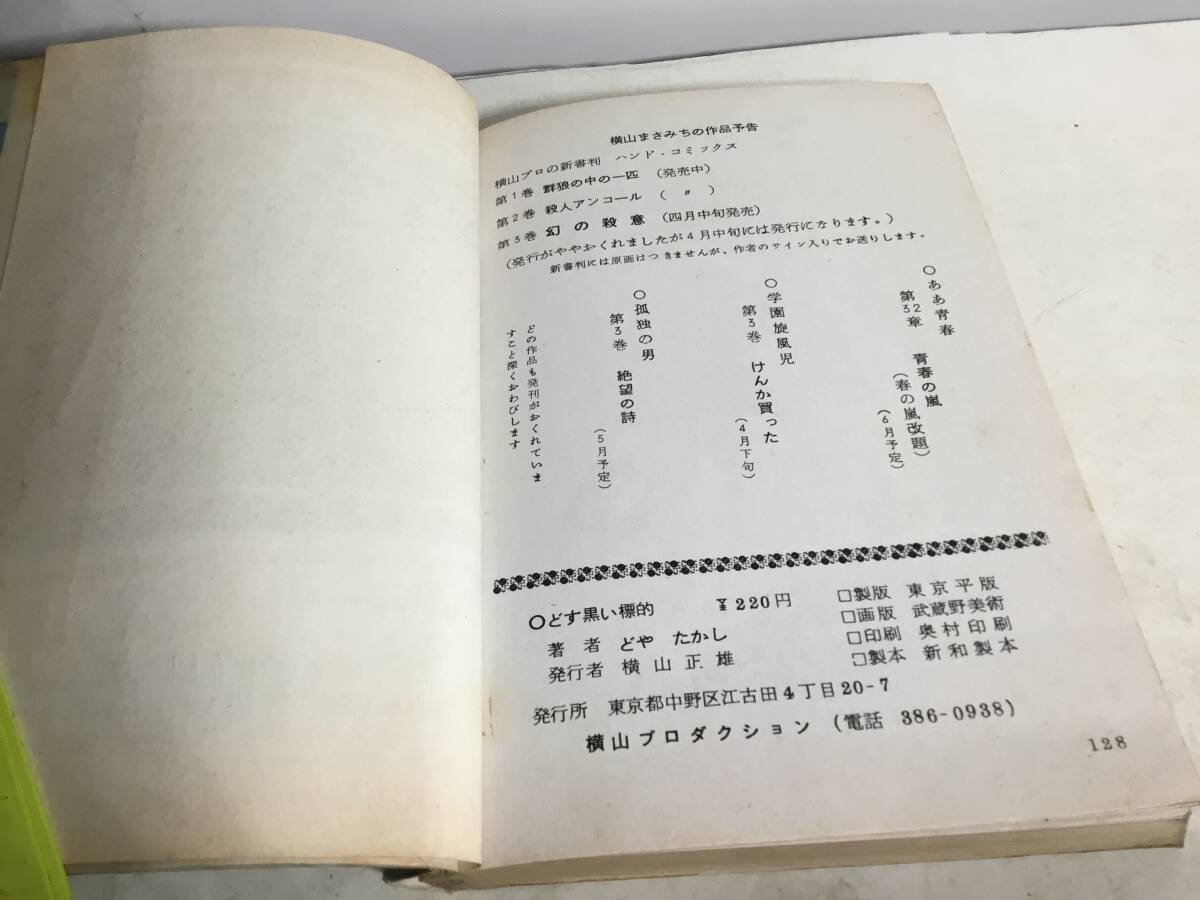 横山まさみちの作品予告
横山プロの新書判 ハンド・コミックス
第1巻 群狼の中の一匹 (発売中)
第2巻 殺人アンコール ( 〃 )
第3巻 幻の殺意 (四月中旬発売)
(発行がややおくれましたが4月中旬には発行になります。)
新書判には原画はつきませんが、作者のサイン入りでお送りします。
○ああ青春
第32章 青春の嵐
(春の嵐改題)
(6月予定)
○学園旋風児
第3巻 けんか買った
(4月下旬)
○孤独の男
第3巻 絶望の詩
(5月予定)
どの作品も発刊がおくれていま
すこと深くおわびします
○どす黒い標的 ¥220円
著者 どや たかし
発行者 横山正雄
□製版 東京平版
□画版 武蔵野美術
□印刷 奥村印刷
□製本 新和製本
発行所 東京都中野区江古田4丁目20-7
横山プロダクション (電話 386-0938)
128